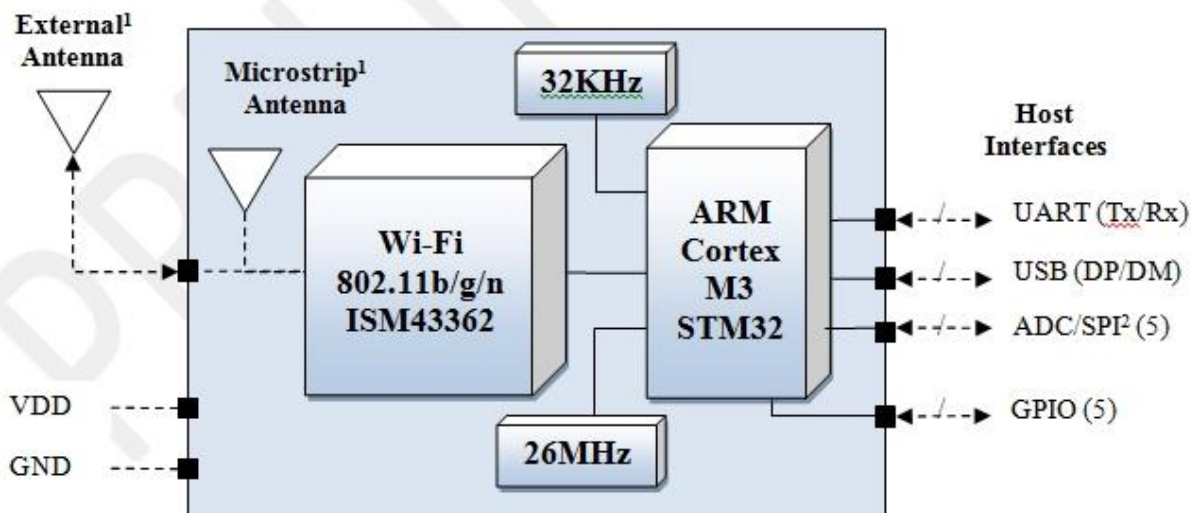 External¹
Antenna
Microstrip¹
Antenna
32KHz
Host
Interfaces
Wi-Fi
802.11b/g/n
ISM43362
ARM
Cortex
M3
STM32
UART (Tx/Rx)
USB (DP/DM)
ADC/SPI² (5)
GPIO (5)
VDD
GND
26MHz